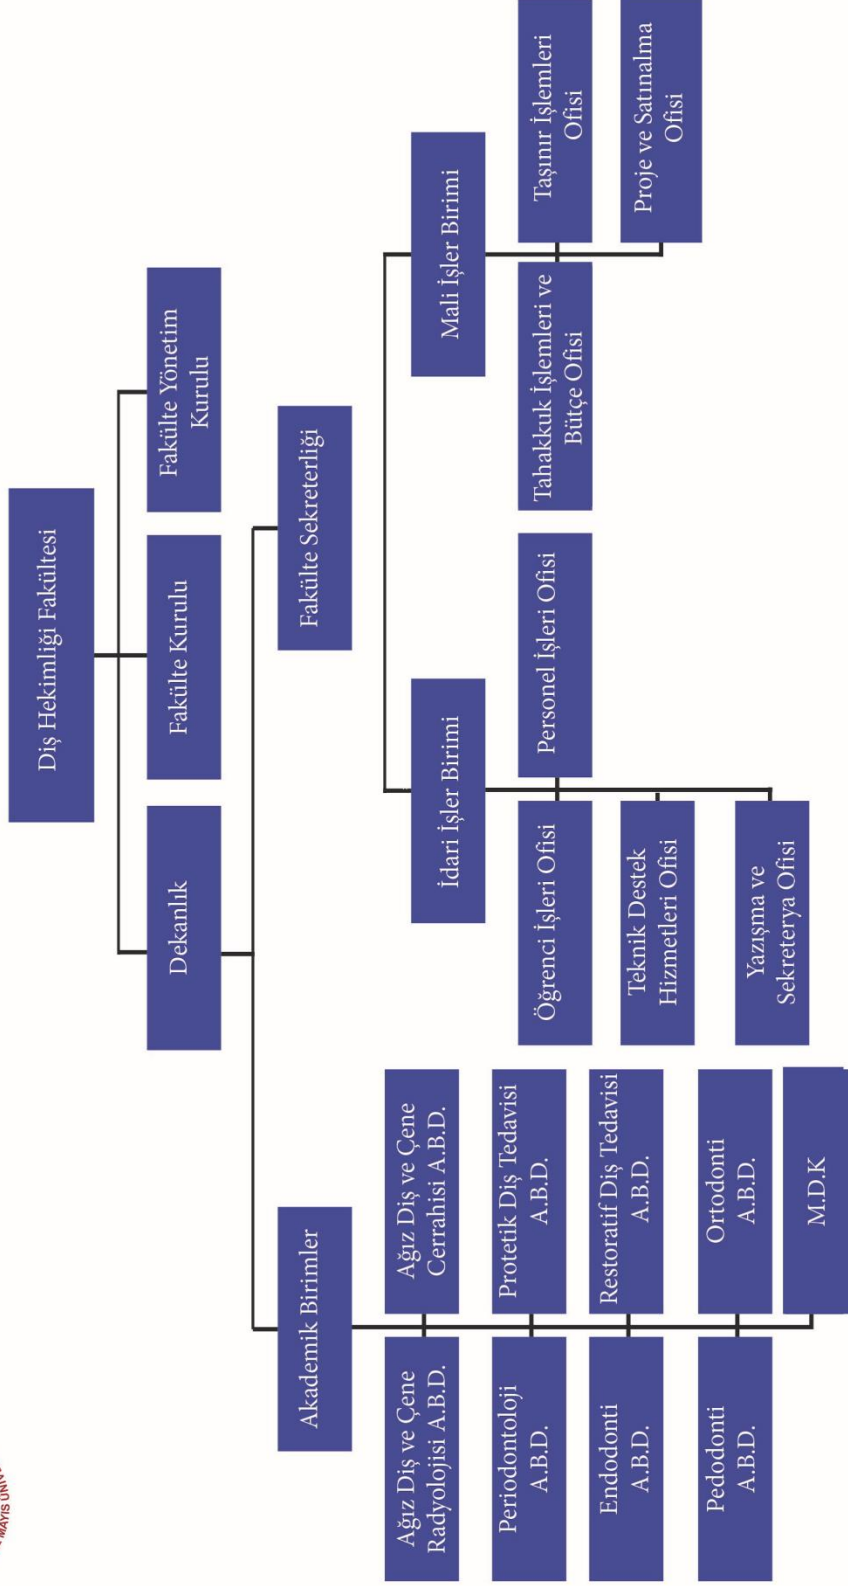 MAYIS ÜNİV
Diş Hekimliği Fakültesi
Dekanlık
Fakülte Kurulu
Fakülte Yönetim
Kurulu
Akademik Birimler
Fakülte Sekreterliği
Ağız Diş ve Çene
Radyolojisi A.B.D.
Ağız Diş ve Çene
Cerrahisi A.B.D.
Periodontoloji
A.B.D.
Protetik Diş Tedavisi
A.B.D.
Endodonti
A.B.D.
Restoratif Diş Tedavisi
A.B.D.
Pedodonti
A.B.D.
Ortodonti
A.B.D.
M.D.K
İdari İşler Birimi
Öğrenci İşleri Ofisi
Personel İşleri Ofisi
Teknik Destek
Hizmetleri Ofisi
Yazışma ve
Sekreterya Ofisi
Mali İşler Birimi
Tahakkuk İşlemleri ve
Bütçe Ofisi
Taşınır İşlemleri
Ofisi
Proje ve Satınalma
Ofisi